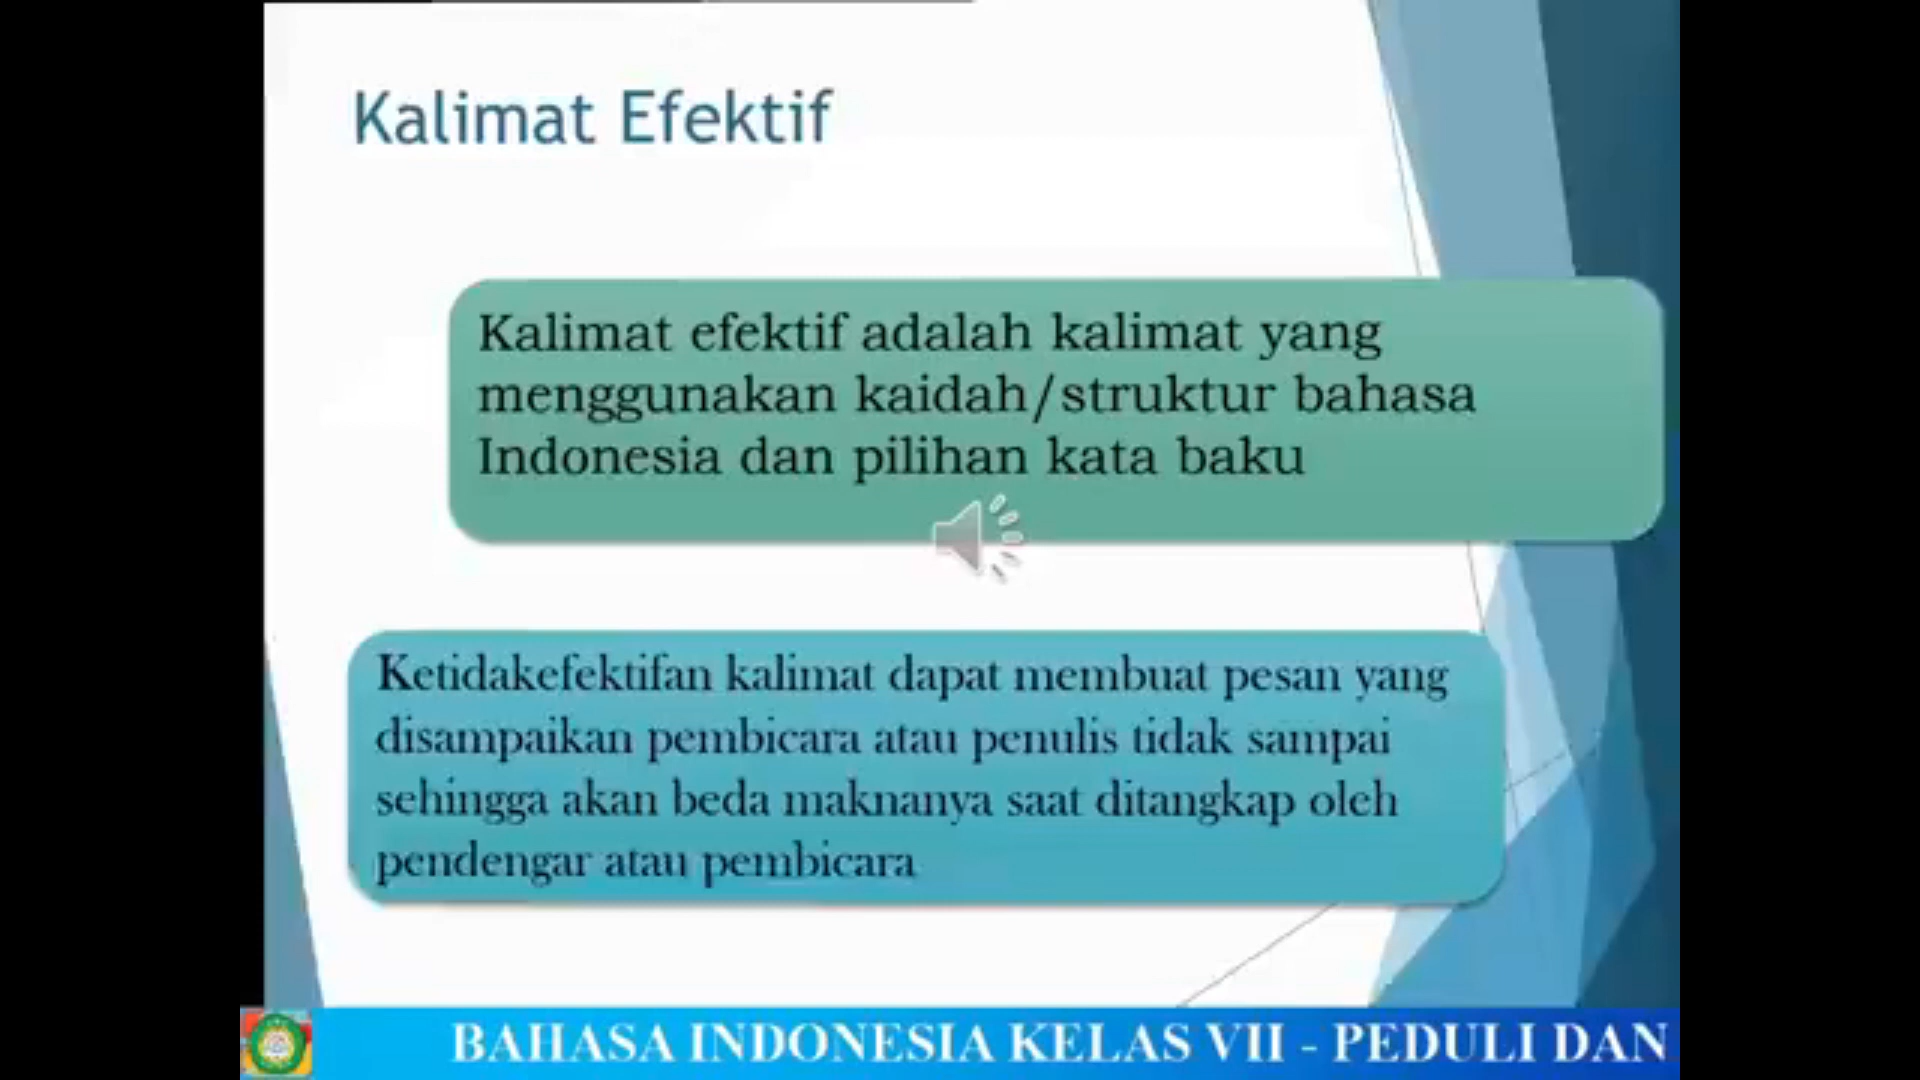 Kalimat Efektif
Kalimat efektif adalah kalimat yang
menggunakan kaidah/struktur bahasa
Indonesia dan pilihan kata baku
Ketidakefektifan kalimat dapat membuat pesan yang
disampaikan pembicara atau penulis tidak sampai
sehingga akan beda maknanya saat ditangkap oleh
pendengar atau pembicara
BAHASA INDONESIA KELAS VII - PEDULI DAN